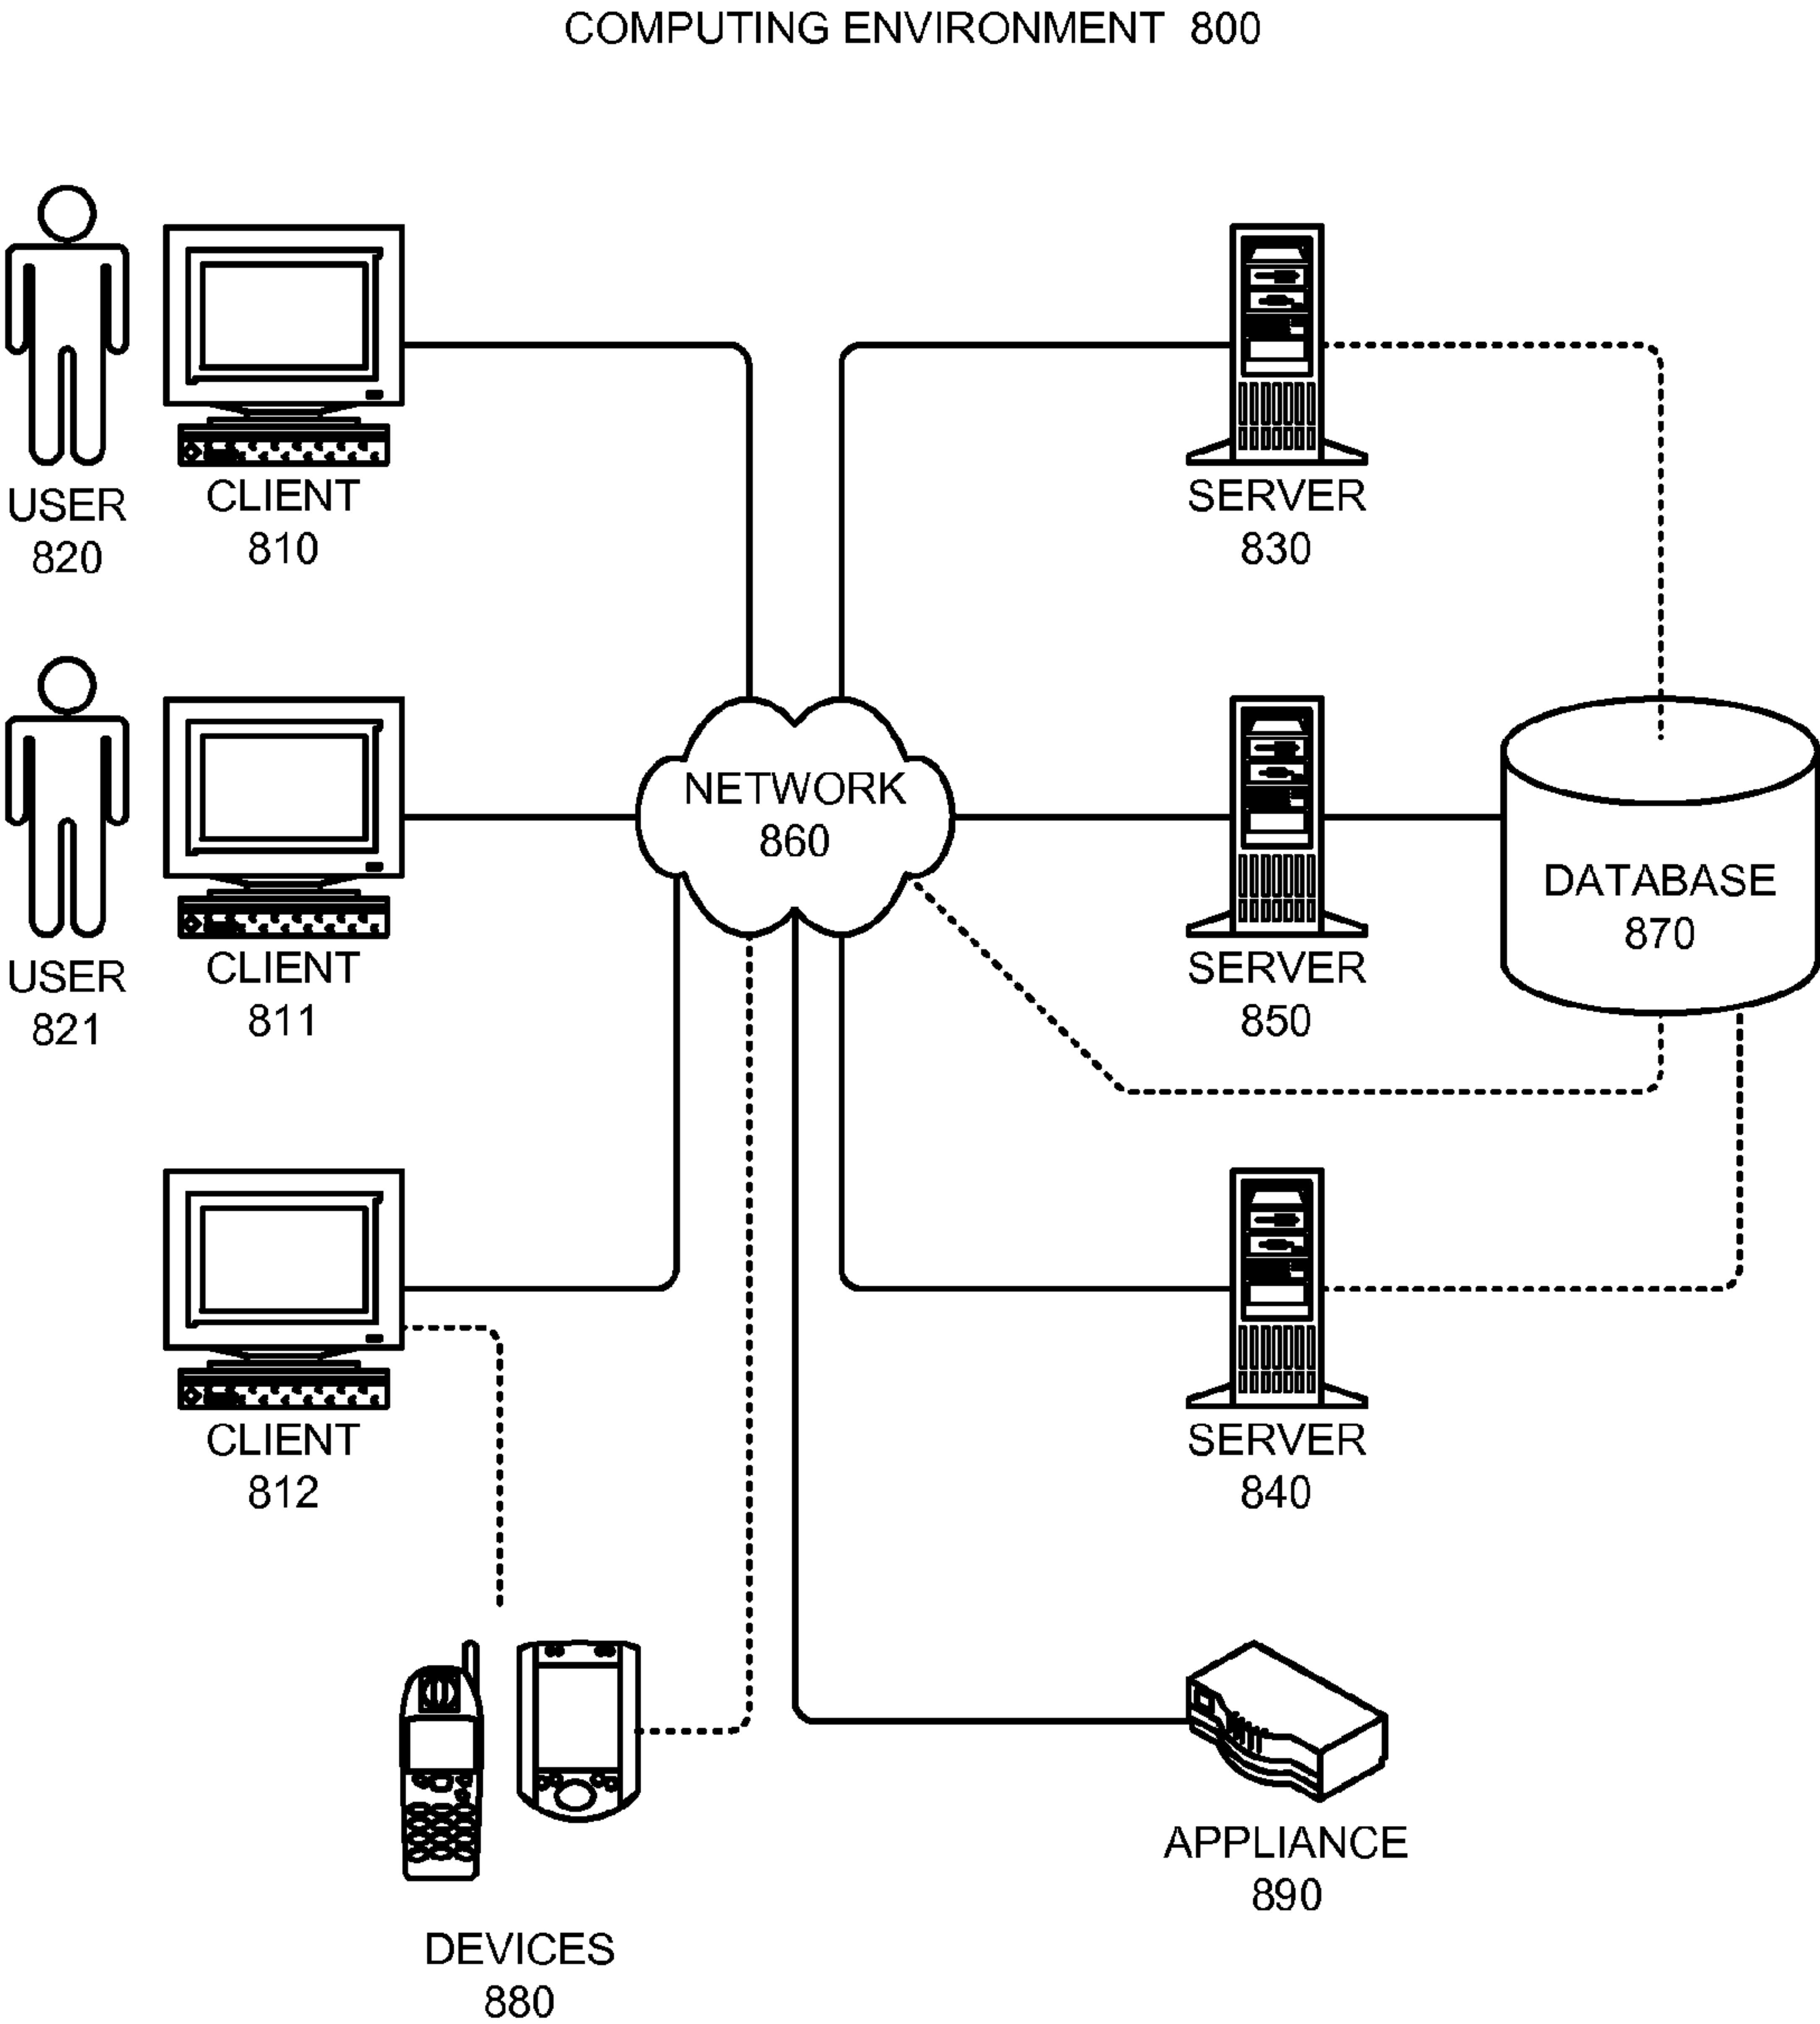 COMPUTING ENVIRONMENT 800
USER
820
CLIENT
810
SERVER
830
NETWORK
860
DATABASE
870
USER
821
CLIENT
811
SERVER
850
CLIENT
812
SERVER
840
APPLIANCE
890
DEVICES
880